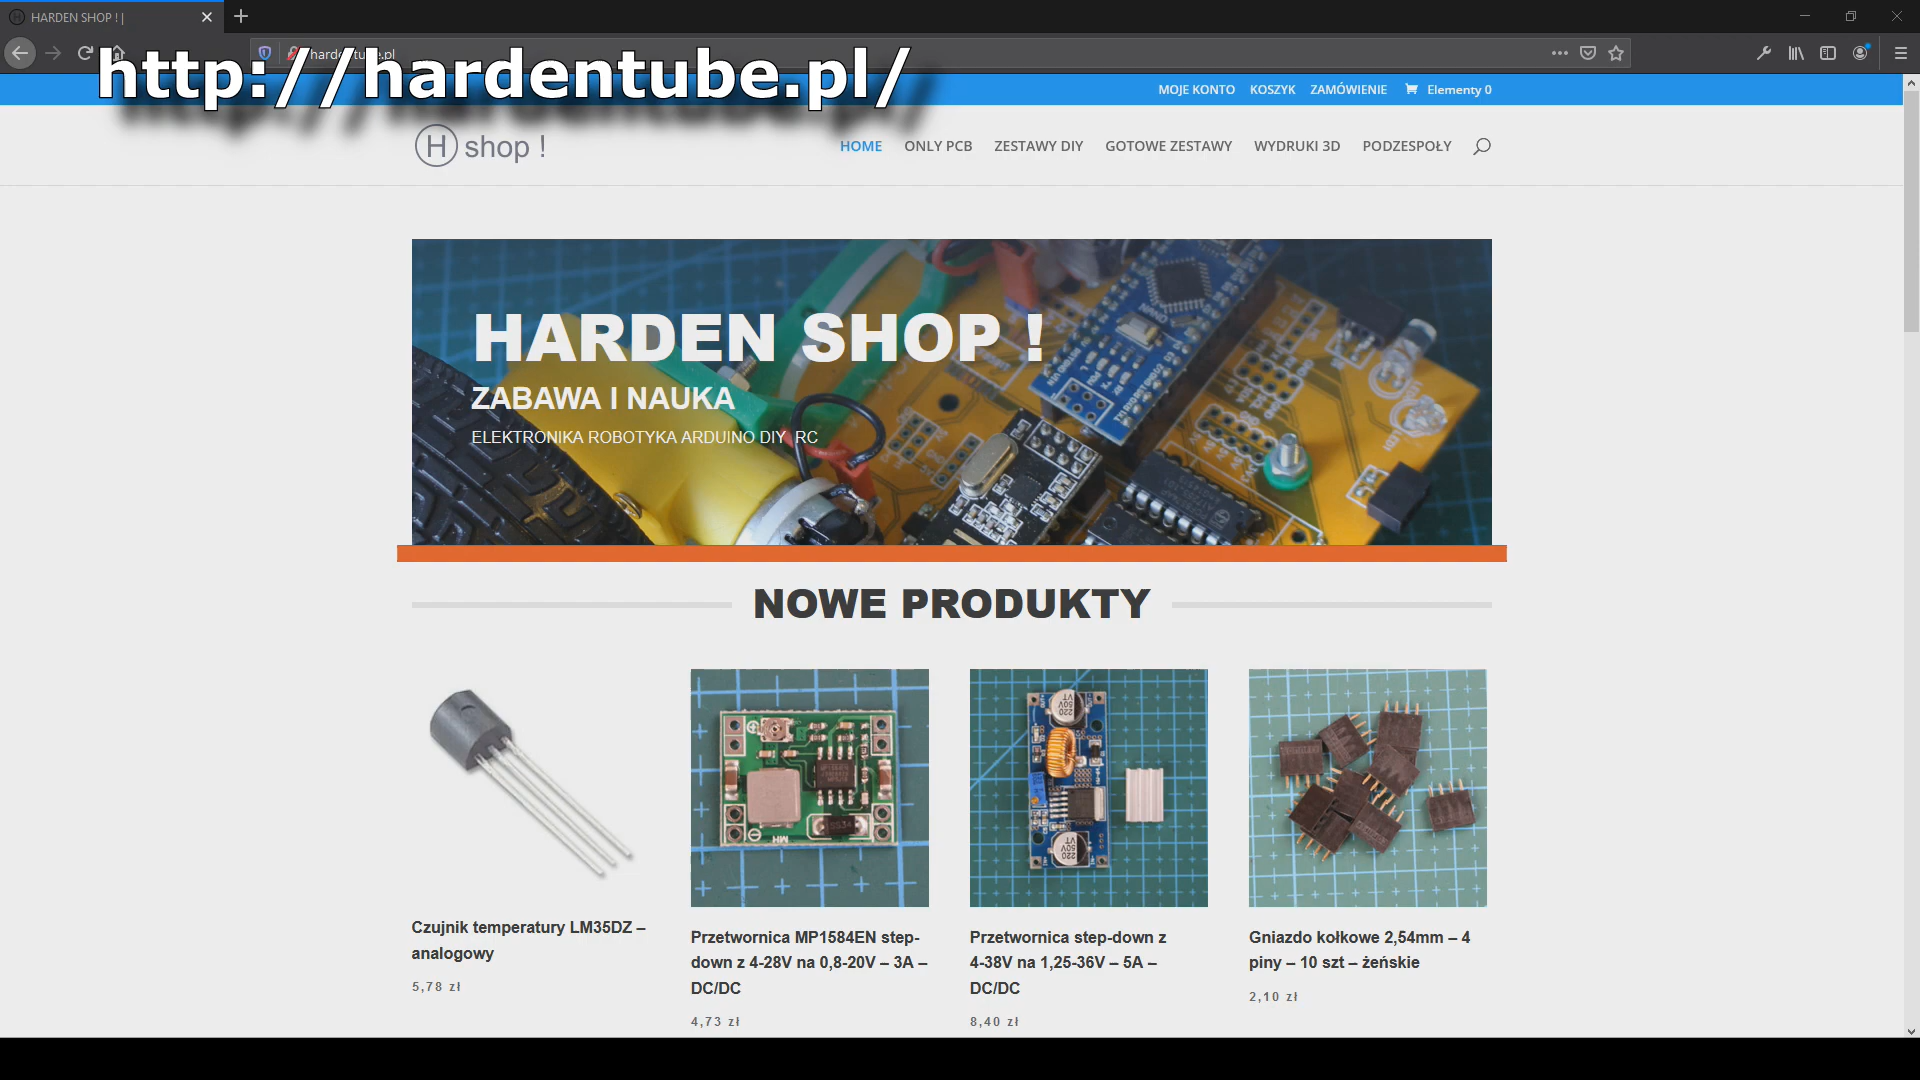 HARDEN SHOP ! |
http://hardentube.pl/
MOJE KONTO KOSZYK ZAMÓWIENIE Elementy 0
H shop !
HOME ONLY PCB ZESTAWY DIY GOTOWE ZESTAWY WYDRUKI 3D PODZESPOŁY
HARDEN SHOP !
ZABAWA I NAUKA
ELEKTRONIKA ROBOTYKA ARDUINO DIY RC
NOWE PRODUKTY
Czujnik temperatury LM35DZ –
analogowy
5,78 zł
Przetwornica MP1584EN step-
down z 4-28V na 0,8-20V – 3A –
DC/DC
4,73 zł
Przetwornica step-down z
4-38V na 1,25-36V – 5A –
DC/DC
8,40 zł
Gniazdo kołkowe 2,54mm – 4
piny – 10 szt – żeńskie
2,10 zł